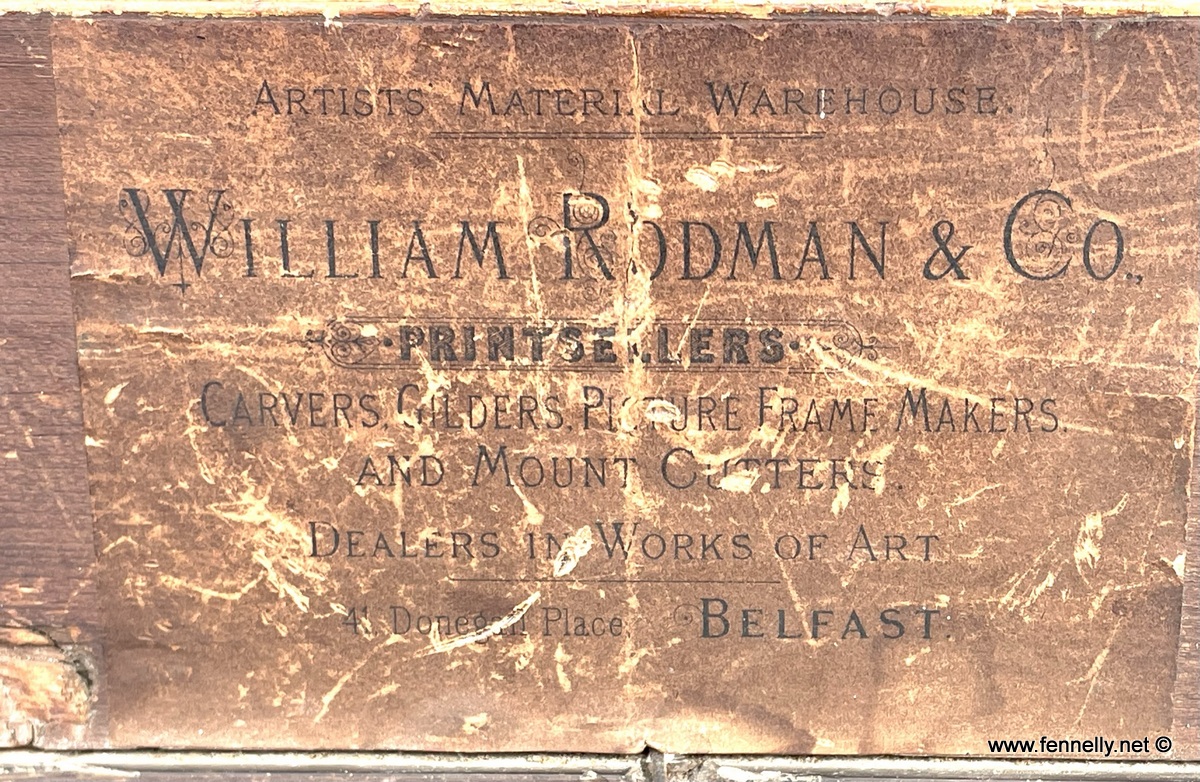 ARTISTS' MATERIAL WAREHOUSE.
WILLIAM RODMAN & CO.,
·PRINTSELLERS·
CARVERS, GILDERS, PICTURE FRAME MAKERS,
AND MOUNT CUTTERS.
DEALERS IN WORKS OF ART
41, Donegall Place, BELFAST.
www.fennelly.net ©